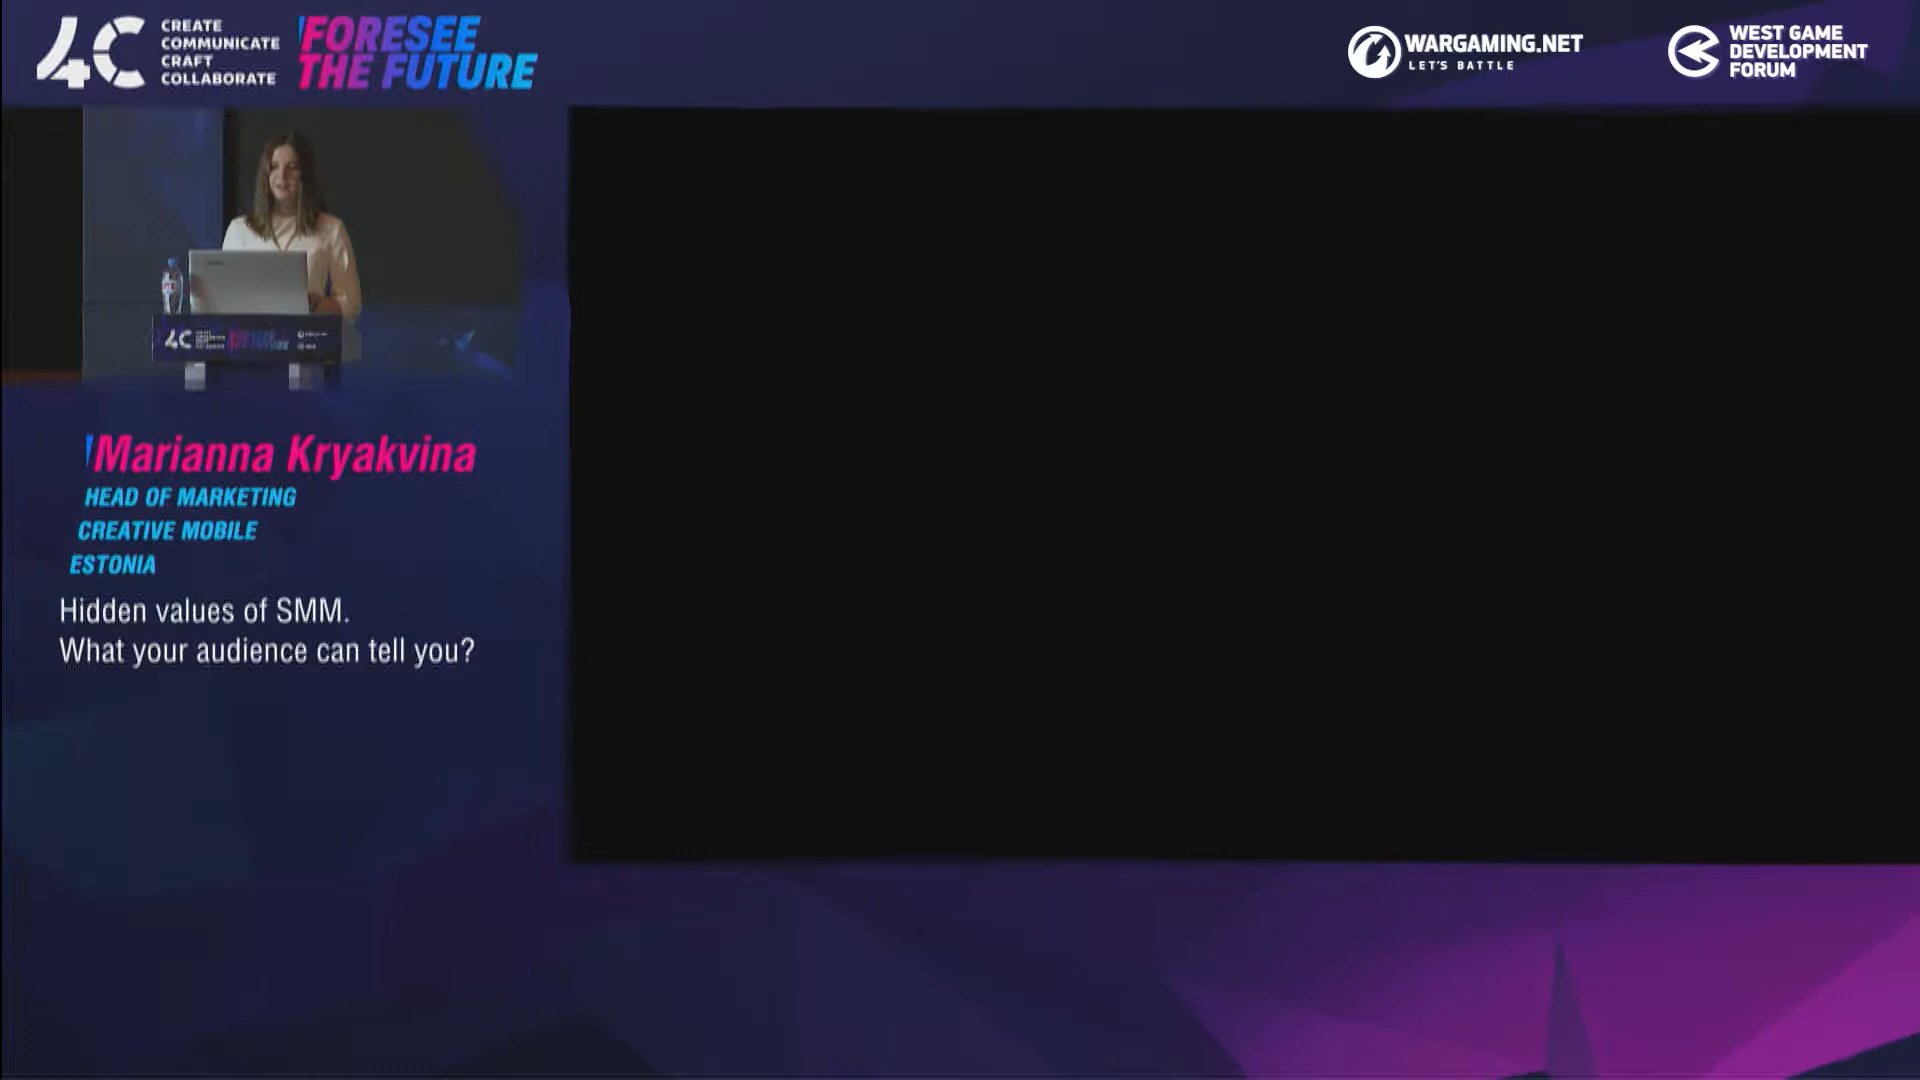 4C
CREATE
COMMUNICATE
CRAFT
COLLABORATE
FORESEE
THE FUTURE
WARGAMING.NET
LET'S BATTLE
WEST GAME
DEVELOPMENT
FORUM
4C
Marianna Kryakvina
HEAD OF MARKETING
CREATIVE MOBILE
ESTONIA
Hidden values of SMM.
What your audience can tell you?